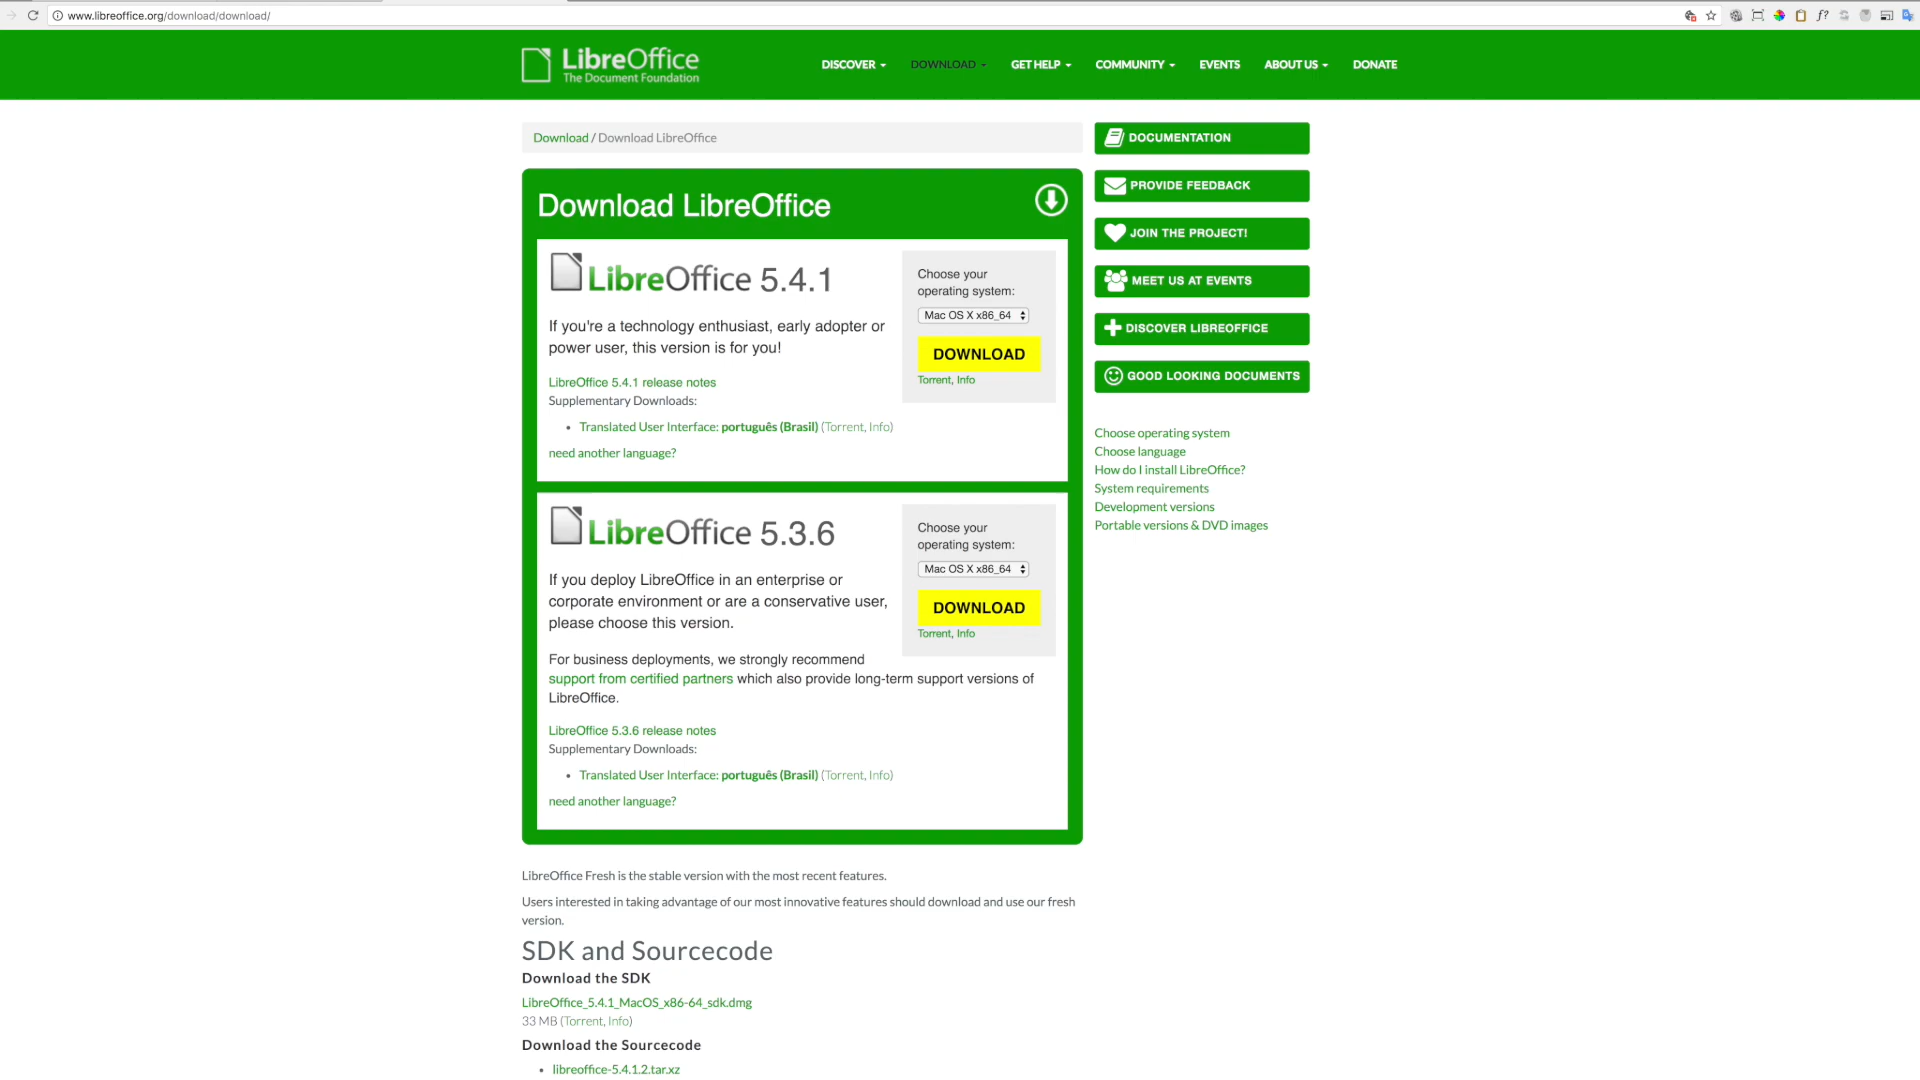 www.libreoffice.org/download/download/
LibreOffice
The Document Foundation
DISCOVER
DOWNLOAD
GET HELP
COMMUNITY
EVENTS
ABOUT US
DONATE
Download / Download LibreOffice
Download LibreOffice
LibreOffice 5.4.1
If you're a technology enthusiast, early adopter or
power user, this version is for you!
LibreOffice 5.4.1 release notes
Supplementary Downloads:
• Translated User Interface: português (Brasil) (Torrent, Info)
need another language?
Choose your
operating system:
Mac OS X x86_64
DOWNLOAD
Torrent, Info
LibreOffice 5.3.6
If you deploy LibreOffice in an enterprise or
corporate environment or are a conservative user,
please choose this version.
For business deployments, we strongly recommend
support from certified partners which also provide long-term support versions of
LibreOffice.
LibreOffice 5.3.6 release notes
Supplementary Downloads:
• Translated User Interface: português (Brasil) (Torrent, Info)
need another language?
Choose your
operating system:
Mac OS X x86_64
DOWNLOAD
Torrent, Info
LibreOffice Fresh is the stable version with the most recent features.
Users interested in taking advantage of our most innovative features should download and use our fresh
version.
SDK and Sourcecode
Download the SDK
LibreOffice_5.4.1_MacOS_x86-64_sdk.dmg
33 MB (Torrent, Info)
Download the Sourcecode
• libreoffice-5.4.1.2.tar.xz
DOCUMENTATION
PROVIDE FEEDBACK
JOIN THE PROJECT!
MEET US AT EVENTS
DISCOVER LIBREOFFICE
GOOD LOOKING DOCUMENTS
Choose operating system
Choose language
How do I install LibreOffice?
System requirements
Development versions
Portable versions & DVD images
f?